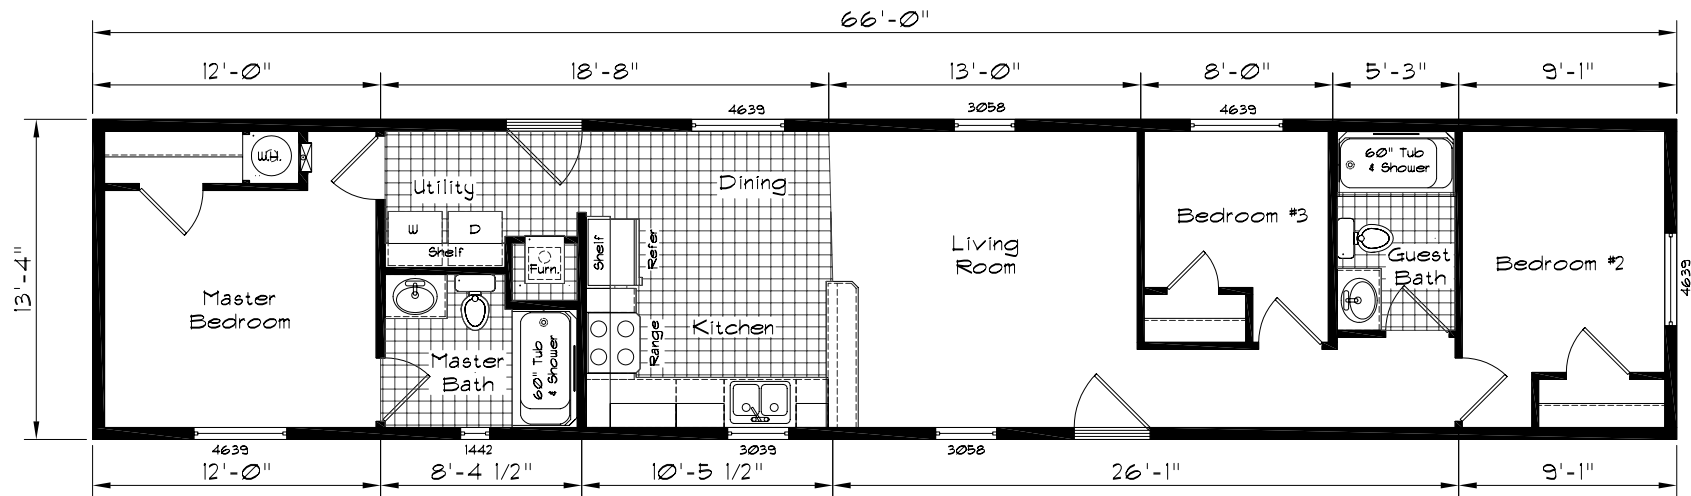 66'-0"
12'-0"
18'-8"
13'-0"
8'-0"
5'-3"
9'-1"
4639
3058
4639
W.H.
60" Tub
& Shower
Utility
Dining
W
D
Shelf
Shelf
Refer
Furn.
Bedroom #3
Living
Room
Guest
Bath
Bedroom #2
4639
13'-4"
Master
Bedroom
Kitchen
Range
Master
Bath
60" Tub
& Shower
4639
1442
3039
3058
12'-0"
8'-4 1/2"
10'-5 1/2"
26'-1"
9'-1"